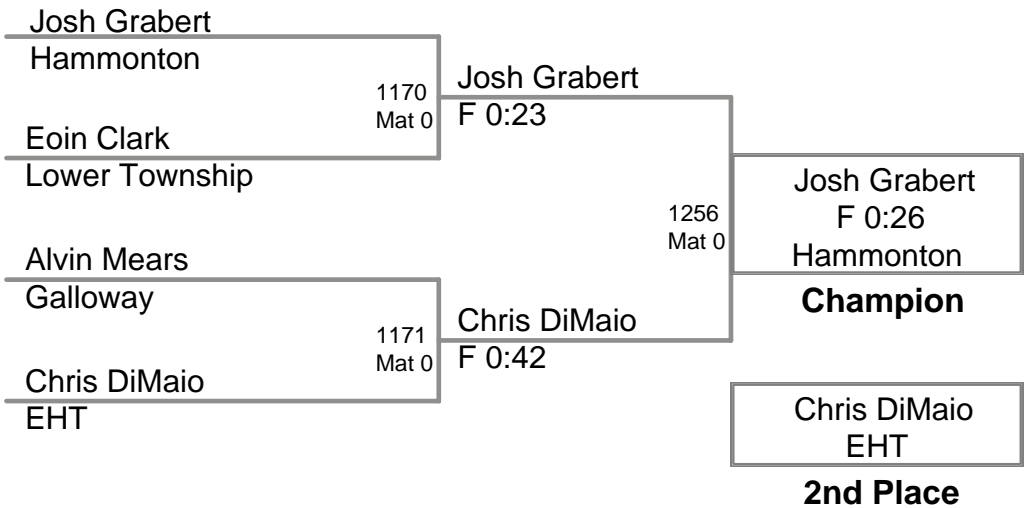 Josh Grabert
Hammonton
1170
Mat 0
Eoin Clark
Lower Township
Josh Grabert
F 0:23
Alvin Mears
Galloway
1171
Mat 0
Chris DiMaio
EHT
Chris DiMaio
F 0:42
1256
Mat 0
Josh Grabert
F 0:26
Hammonton
Champion
Chris DiMaio
EHT
2nd Place